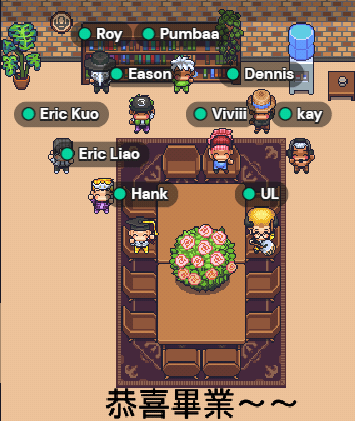 Roy Pumbaa
Eason Dennis
Eric Kuo Viviii kay
Eric Liao
Hank UL
恭喜畢業～～